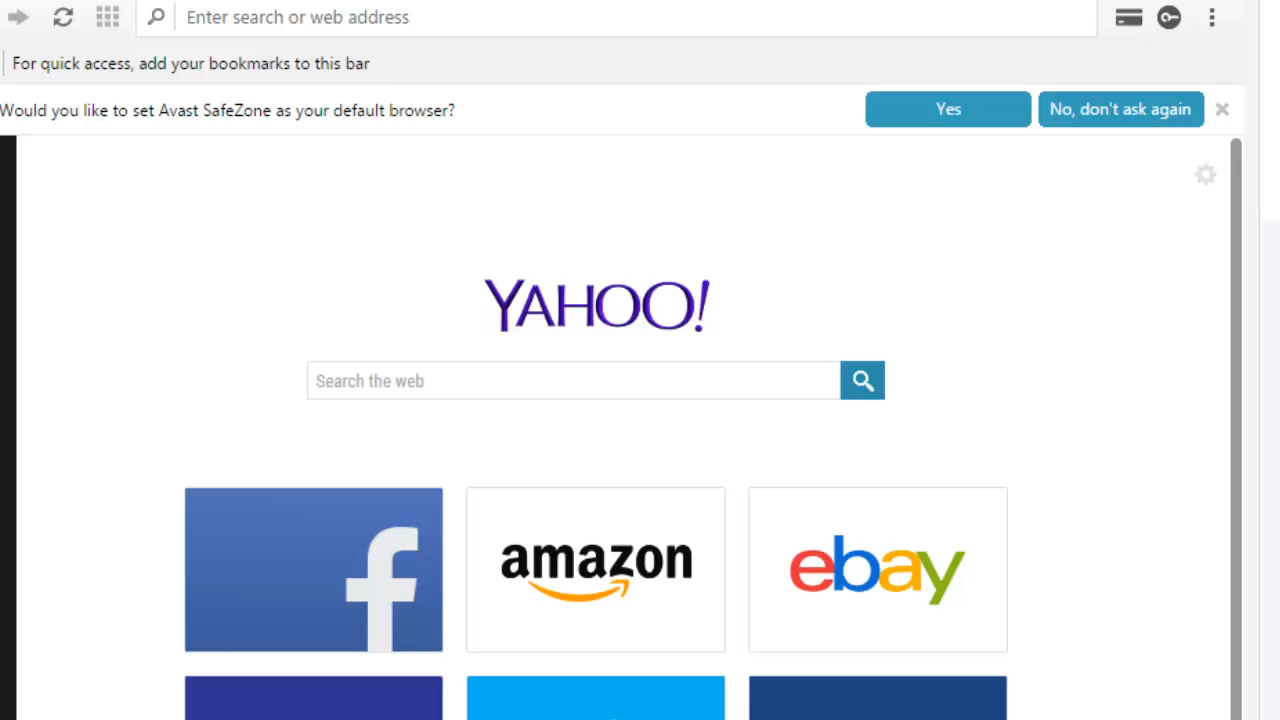 Enter search or web address
For quick access, add your bookmarks to this bar
Would you like to set Avast SafeZone as your default browser?
Yes
No, don't ask again
YAHOO!
Search the web
f
amazon
ebay